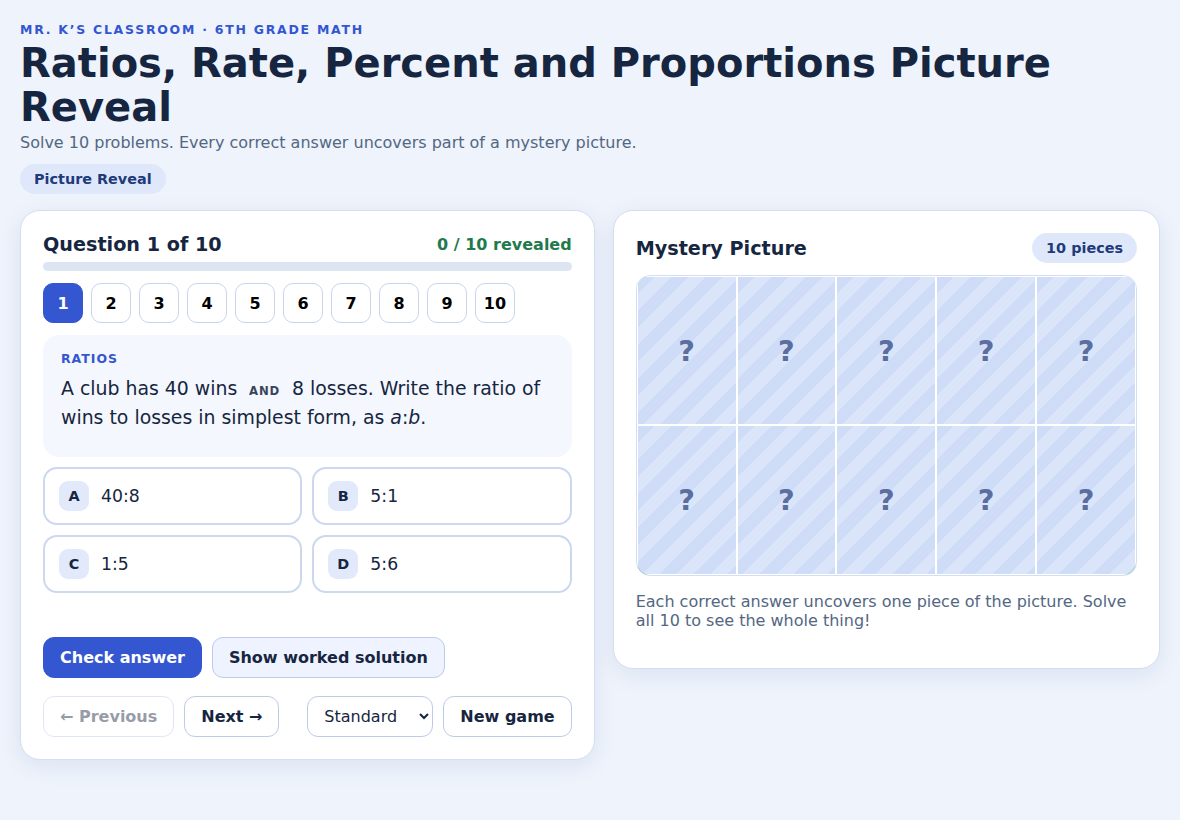 MR. K’S CLASSROOM · 6TH GRADE MATH
Ratios, Rate, Percent and Proportions Picture
Reveal
Solve 10 problems. Every correct answer uncovers part of a mystery picture.
Picture Reveal
Question 1 of 10
0 / 10 revealed
1 2 3 4 5 6 7 8 9 10
RATIOS
A club has 40 wins AND 8 losses. Write the ratio of
wins to losses in simplest form, as a:b.
A 40:8
B 5:1
C 1:5
D 5:6
Check answer
Show worked solution
← Previous
Next →
Standard
New game
Mystery Picture
10 pieces
? ? ? ? ?
? ? ? ? ?
Each correct answer uncovers one piece of the picture. Solve
all 10 to see the whole thing!